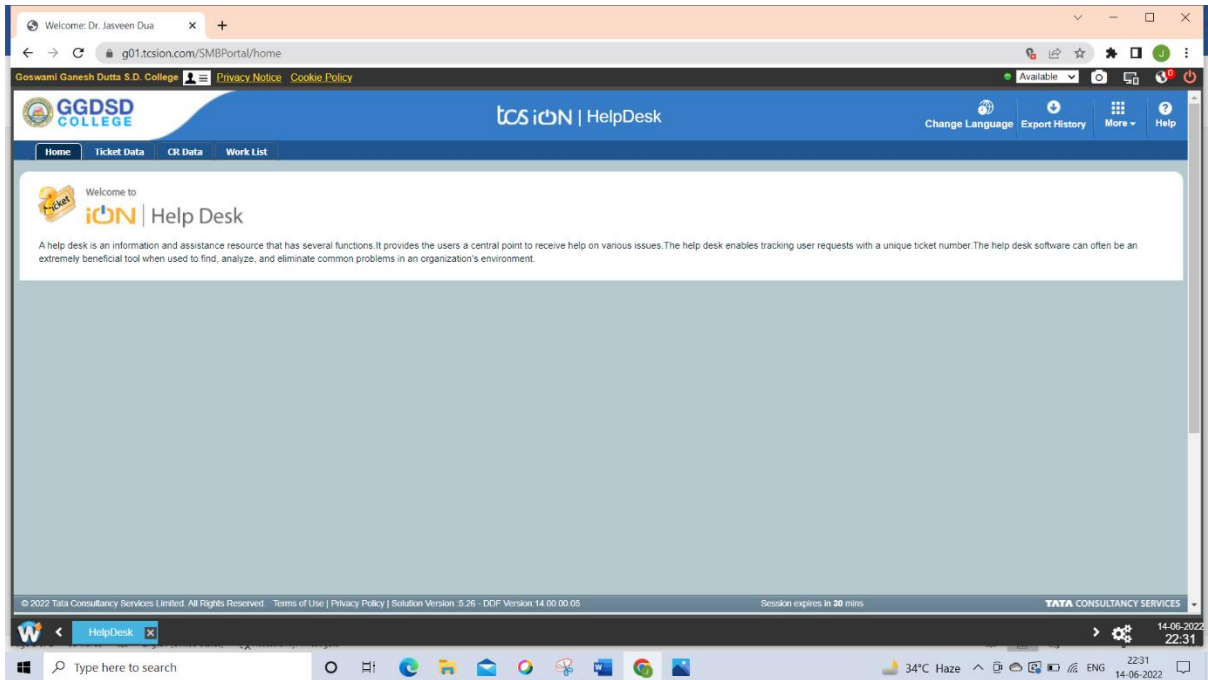 Welcome: Dr. Jasveen Dua
g01.tcsion.com/SMBPortal/home
Goswami Ganesh Dutta S.D. College Privacy Notice Cookie Policy Available 0
GGDSD
COLLEGE
tcs iON | HelpDesk
Change Language Export History More Help
Home Ticket Data CR Data Work List
Ticket
Welcome to
iON | Help Desk
A help desk is an information and assistance resource that has several functions.It provides the users a central point to receive help on various issues.The help desk enables tracking user requests with a unique ticket number.The help desk software can often be an
extremely beneficial tool when used to find, analyze, and eliminate common problems in an organization's environment.
© 2022 Tata Consultancy Services Limited. All Rights Reserved. Terms of Use | Privacy Policy | Solution Version :5.26 - DDF Version:14.00.00.05 Session expires in 30 mins TATA CONSULTANCY SERVICES
W HelpDesk 14-06-2022
22:31
Type here to search 34°C Haze ENG 22:31
14-06-2022